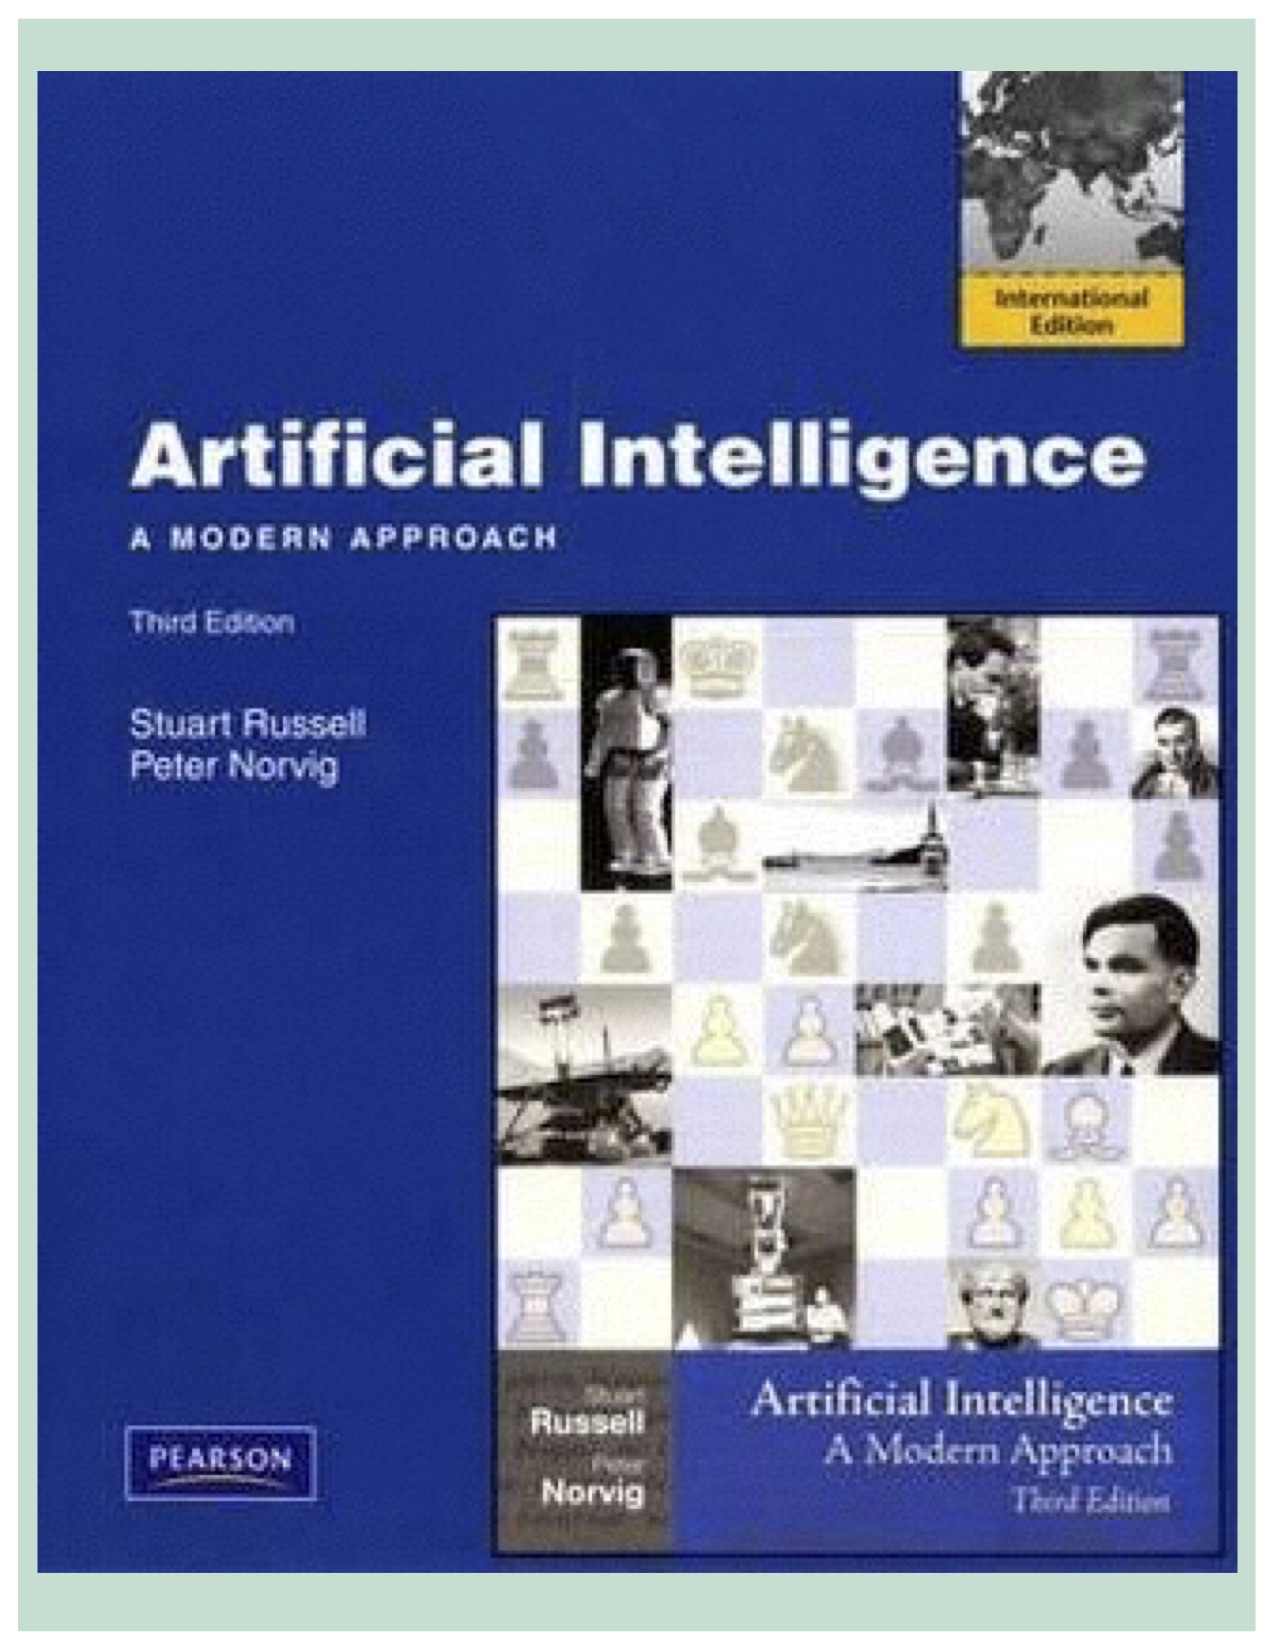 International
Edition
Artificial Intelligence
A MODERN APPROACH
Third Edition
Stuart Russell
Peter Norvig
Stuart
Russell
Peter
Norvig
Artificial Intelligence
A Modern Approach
Third Edition
PEARSON